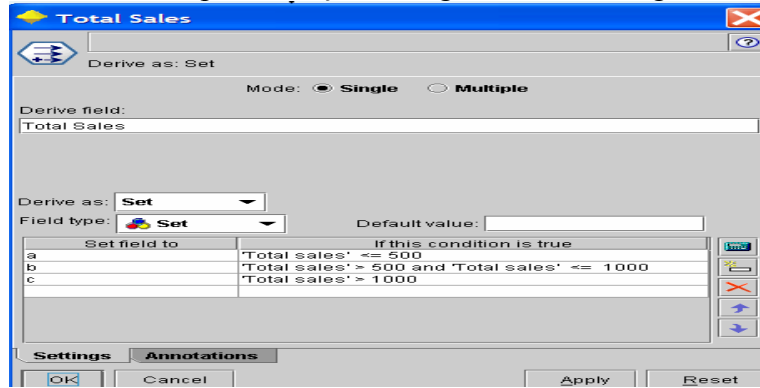 Total Sales
Derive as: Set
Mode: Single Multiple
Derive field:
Total Sales
Derive as: Set
Field type: Set Default value:
Set field to If this condition is true
a 'Total sales' <= 500
b 'Total sales' > 500 and 'Total sales' <= 1000
c 'Total sales' > 1000
Settings Annotations
OK Cancel Apply Reset